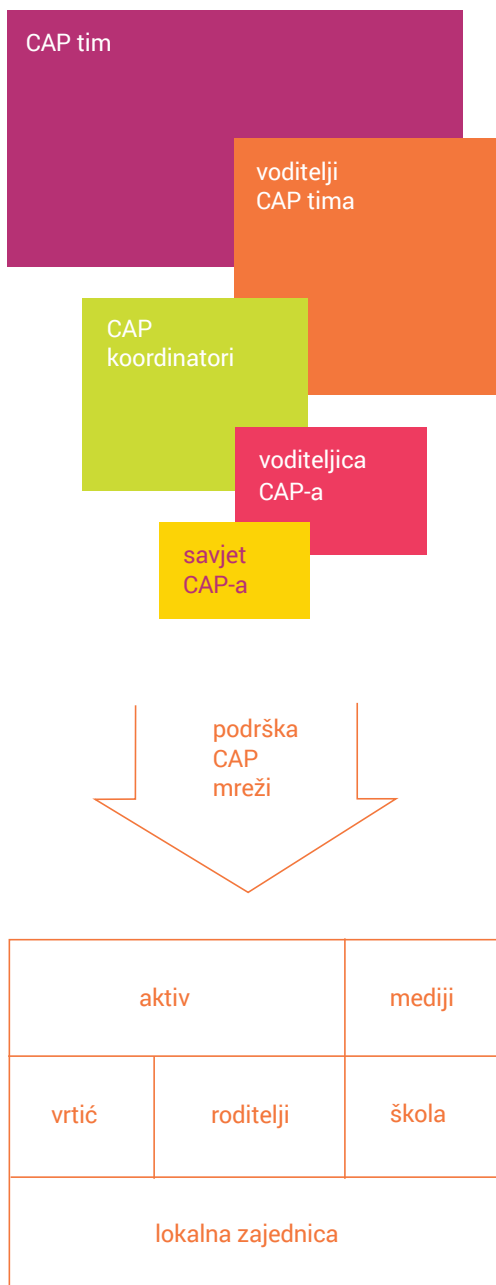 CAP tim
voditelji
CAP tima
CAP
koordinatori
voditeljica
CAP-a
savjet
CAP-a
podrška
CAP
mreži
aktiv
mediji
vrtić
roditelji
škola
lokalna zajednica